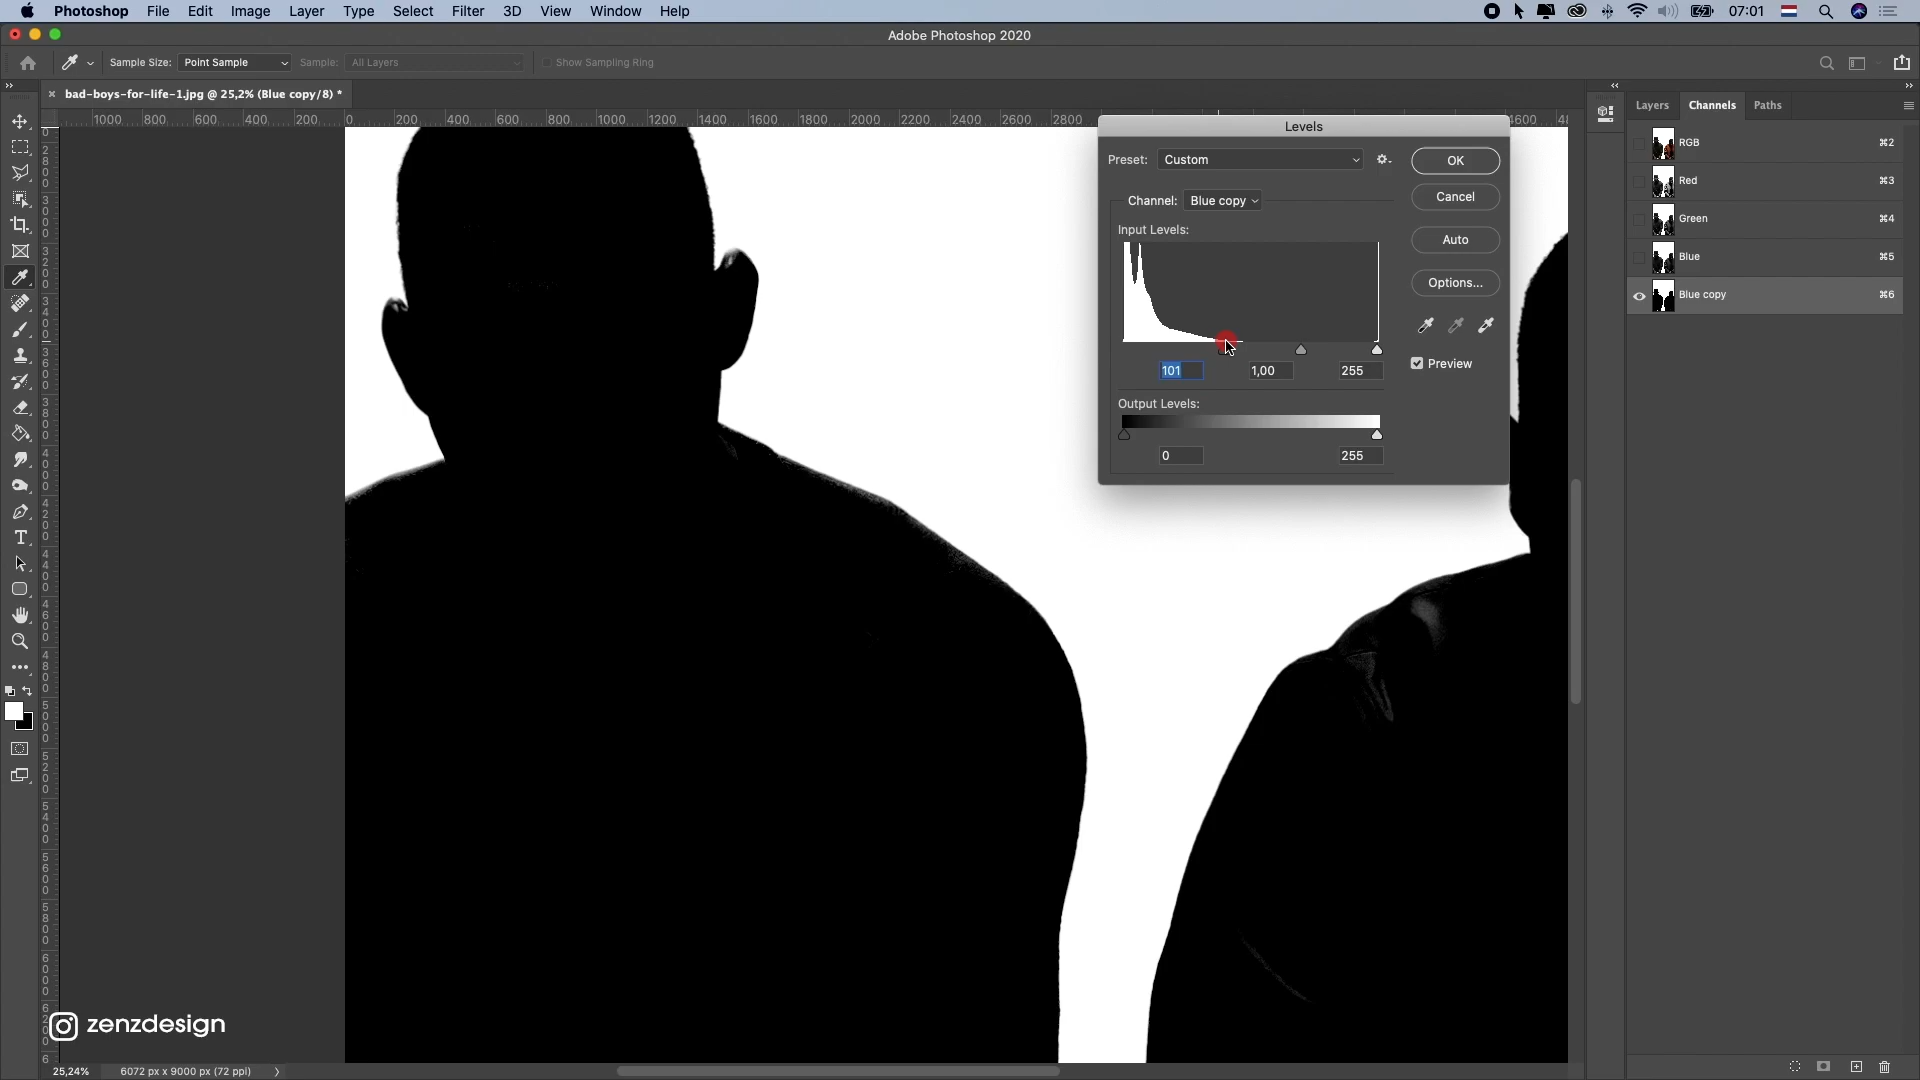 Photoshop File Edit Image Layer Type Select Filter 3D View Window Help 07:01
Adobe Photoshop 2020
Sample Size: Point Sample Sample: All Layers Show Sampling Ring
× bad-boys-for-life-1.jpg @ 25,2% (Blue copy/8) *
1000 800 600 400 200 0 200 400 600 800 1000 1200 1400 1600 1800 2000 2200 2400 2600 2800 4600
Levels
Preset: Custom
OK
Channel: Blue copy
Cancel
Input Levels:
Auto
Options...
101 1,00 255
Preview
Output Levels:
0 255
Layers Channels Paths
RGB ⌘2
Red ⌘3
Green ⌘4
Blue ⌘5
Blue copy ⌘6
zenzdesign
25,24% 6072 px x 9000 px (72 ppi)